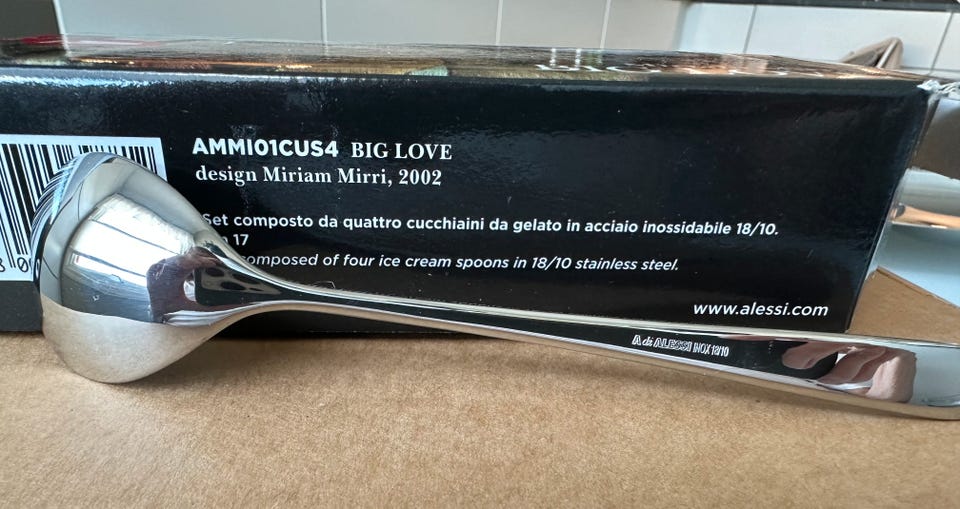 AMMI01CUS4 BIG LOVE
design Miriam Mirri, 2002
Set composto da quattro cucchiaini da gelato in acciaio inossidabile 18/10.
17
composed of four ice cream spoons in 18/10 stainless steel.
www.alessi.com
A di ALESSI INOX 18/10